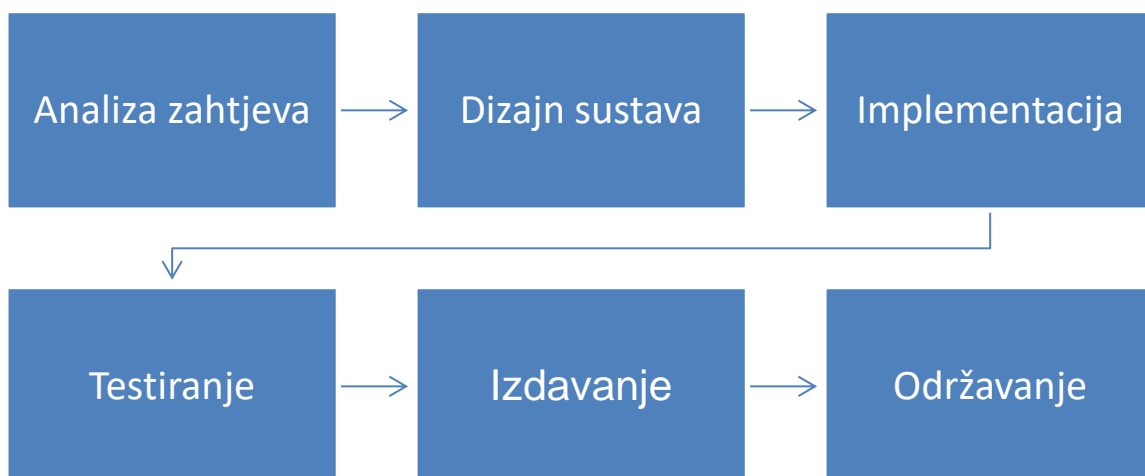 Analiza zahtjeva
Dizajn sustava
Implementacija
Testiranje
Izdavanje
Održavanje